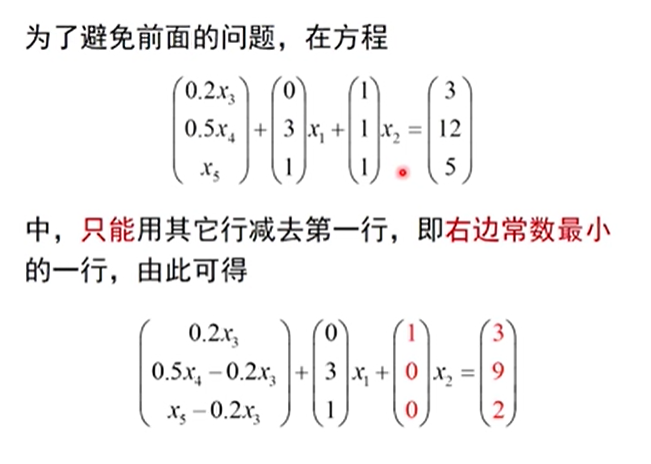 为了避免前面的问题，在方程
$$\begin{pmatrix} 0.2x_3 \\ 0.5x_4 \\ x_5 \end{pmatrix} + \begin{pmatrix} 0 \\ 3 \\ 1 \end{pmatrix} x_1 + \begin{pmatrix} 1 \\ 1 \\ 1 \end{pmatrix} x_2 = \begin{pmatrix} 3 \\ 12 \\ 5 \end{pmatrix}$$
中，只能用其它行减去第一行，即右边常数最小
的一行，由此可得
$$\begin{pmatrix} 0.2x_3 \\ 0.5x_4 - 0.2x_3 \\ x_5 - 0.2x_3 \end{pmatrix} + \begin{pmatrix} 0 \\ 3 \\ 1 \end{pmatrix} x_1 + \begin{pmatrix} 1 \\ 0 \\ 0 \end{pmatrix} x_2 = \begin{pmatrix} 3 \\ 9 \\ 2 \end{pmatrix}$$